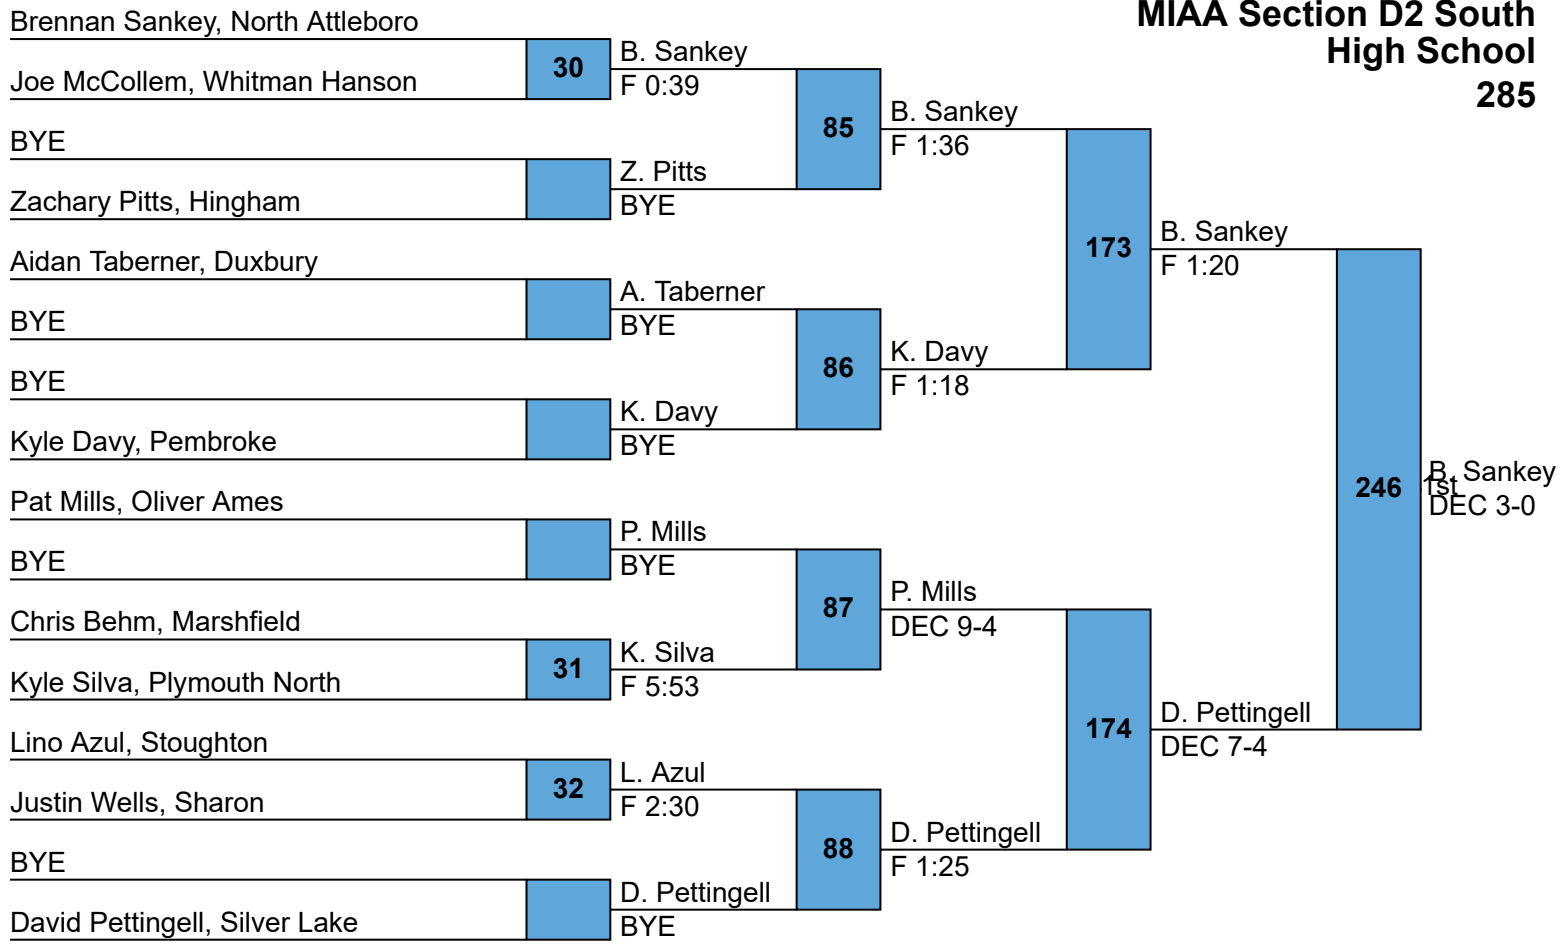 MIAA Section D2 South
High School
285
Brennan Sankey, North Attleboro
Joe McCollem, Whitman Hanson
BYE
Zachary Pitts, Hingham
Aidan Taberner, Duxbury
BYE
BYE
Kyle Davy, Pembroke
Pat Mills, Oliver Ames
BYE
Chris Behm, Marshfield
Kyle Silva, Plymouth North
Lino Azul, Stoughton
Justin Wells, Sharon
BYE
David Pettingell, Silver Lake
30
31
32
B. Sankey
F 0:39
Z. Pitts
BYE
A. Taberner
BYE
K. Davy
BYE
P. Mills
BYE
K. Silva
F 5:53
L. Azul
F 2:30
D. Pettingell
BYE
85
86
87
88
B. Sankey
F 1:36
K. Davy
F 1:18
P. Mills
DEC 9-4
D. Pettingell
F 1:25
173
174
B. Sankey
F 1:20
D. Pettingell
DEC 7-4
246
B. Sankey
1st
DEC 3-0